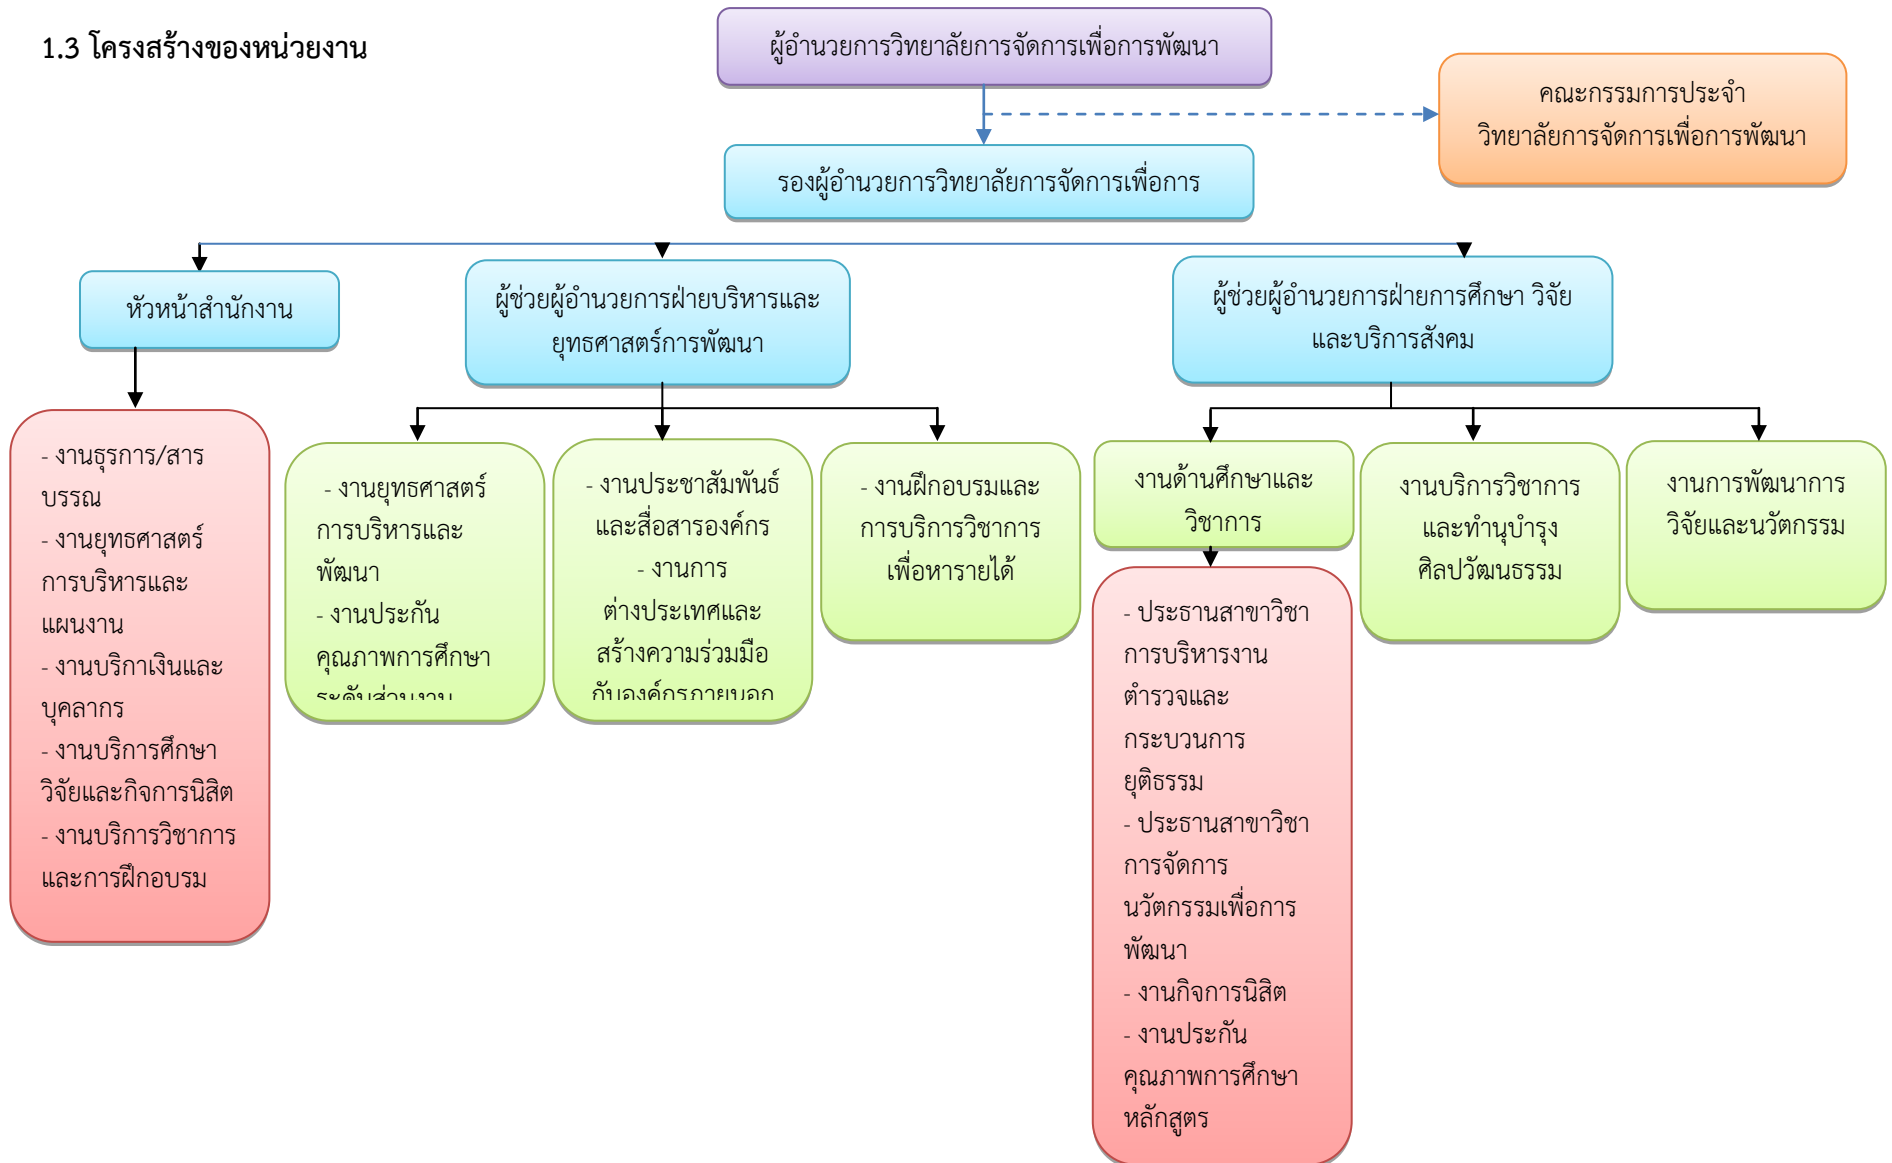 1.3 โครงสร้างของหน่วยงาน
ผู้อำนวยการวิทยาลัยการจัดการเพื่อการพัฒนา
คณะกรรมการประจำ
วิทยาลัยการจัดการเพื่อการพัฒนา
รองผู้อำนวยการวิทยาลัยการจัดการเพื่อการ
หัวหน้าสำนักงาน
ผู้ช่วยผู้อำนวยการฝ่ายบริหารและ
ยุทธศาสตร์การพัฒนา
ผู้ช่วยผู้อำนวยการฝ่ายการศึกษา วิจัย
และบริการสังคม
- งานธุรการ/สาร
บรรณ
- งานยุทธศาสตร์
การบริหารและ
แผนงาน
- งานบริกาเงินและ
บุคลากร
- งานบริการศึกษา
วิจัยและกิจการนิสิต
- งานบริการวิชาการ
และการฝึกอบรม
- งานยุทธศาสตร์
การบริหารและ
พัฒนา
- งานประกัน
คุณภาพการศึกษา
ระดับส่วนงาน
- งานประชาสัมพันธ์
และสื่อสารองค์กร
- งานการ
ต่างประเทศและ
สร้างความร่วมมือ
กับองค์กรภายนอก
- งานฝึกอบรมและ
การบริการวิชาการ
เพื่อหารายได้
งานด้านศึกษาและ
วิชาการ
- ประธานสาขาวิชา
การบริหารงาน
ตำรวจและ
กระบวนการ
ยุติธรรม
- ประธานสาขาวิชา
การจัดการ
นวัตกรรมเพื่อการ
พัฒนา
- งานกิจการนิสิต
- งานประกัน
คุณภาพการศึกษา
หลักสูตร
งานบริการวิชาการ
และทำนุบำรุง
ศิลปวัฒนธรรม
งานการพัฒนาการ
วิจัยและนวัตกรรม